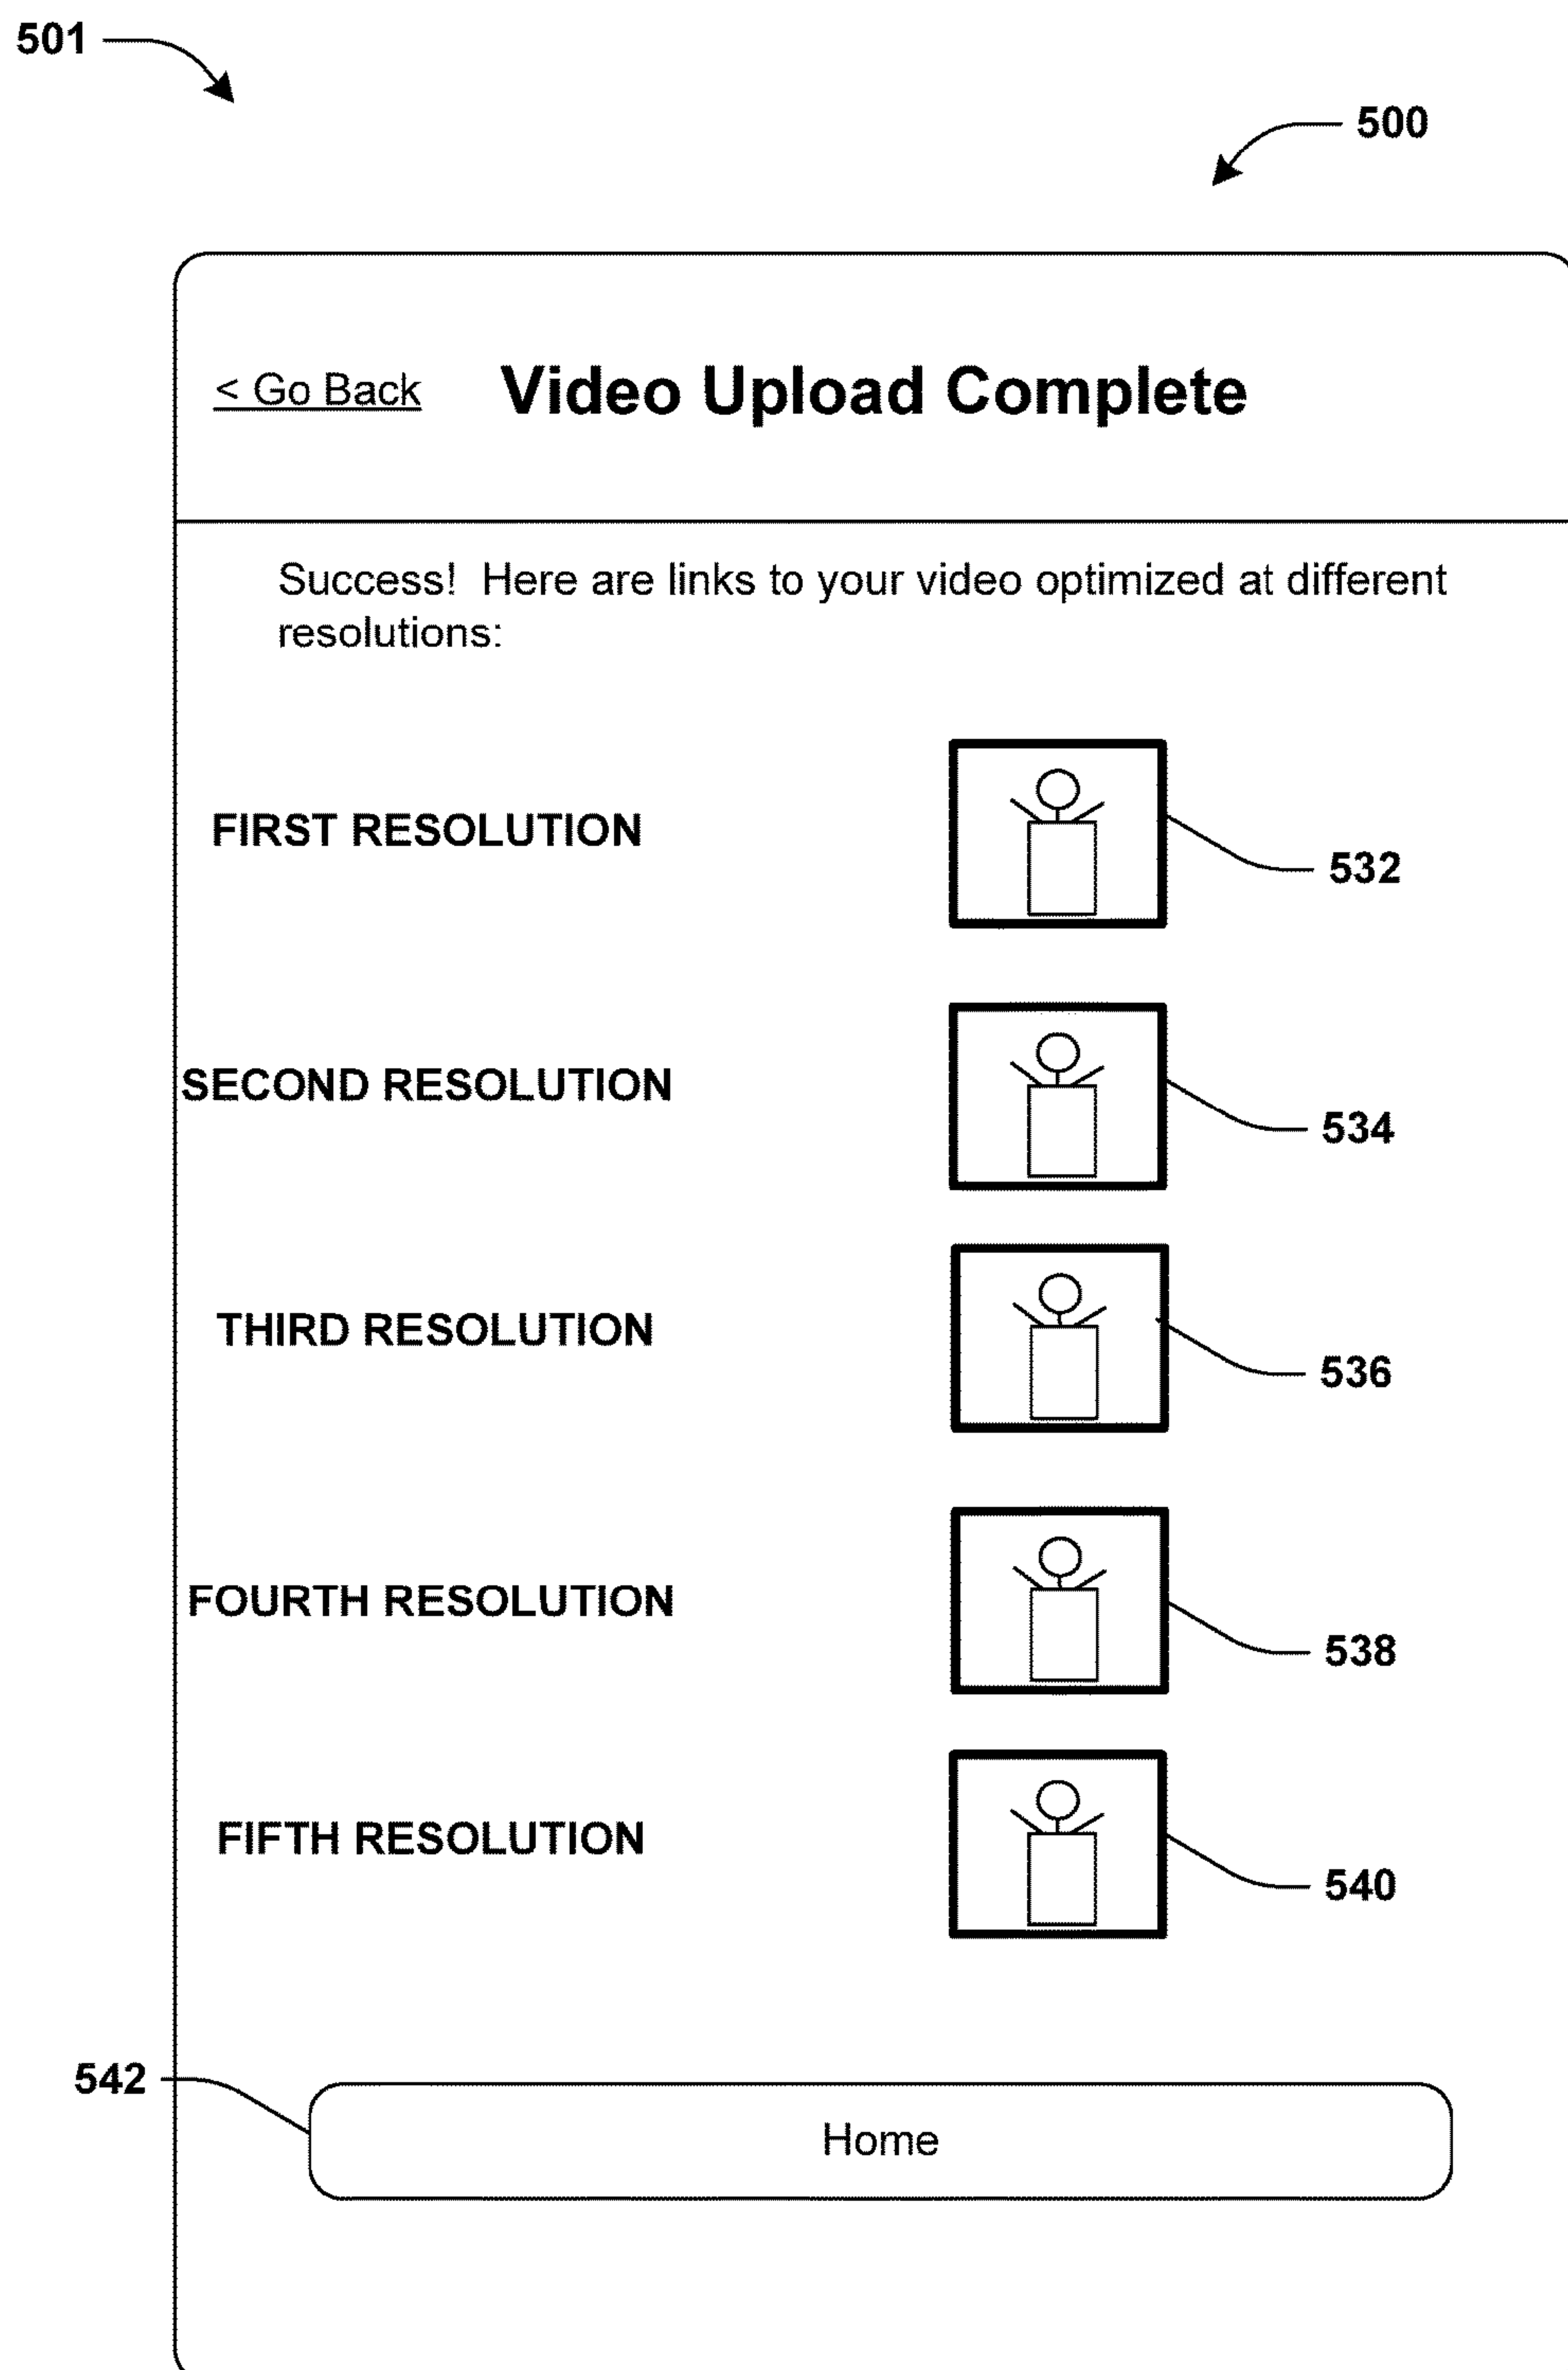 501
500
< Go Back
Video Upload Complete
Success!  Here are links to your video optimized at different
resolutions:
FIRST RESOLUTION
532
SECOND RESOLUTION
534
THIRD RESOLUTION
536
FOURTH RESOLUTION
538
FIFTH RESOLUTION
540
542
Home